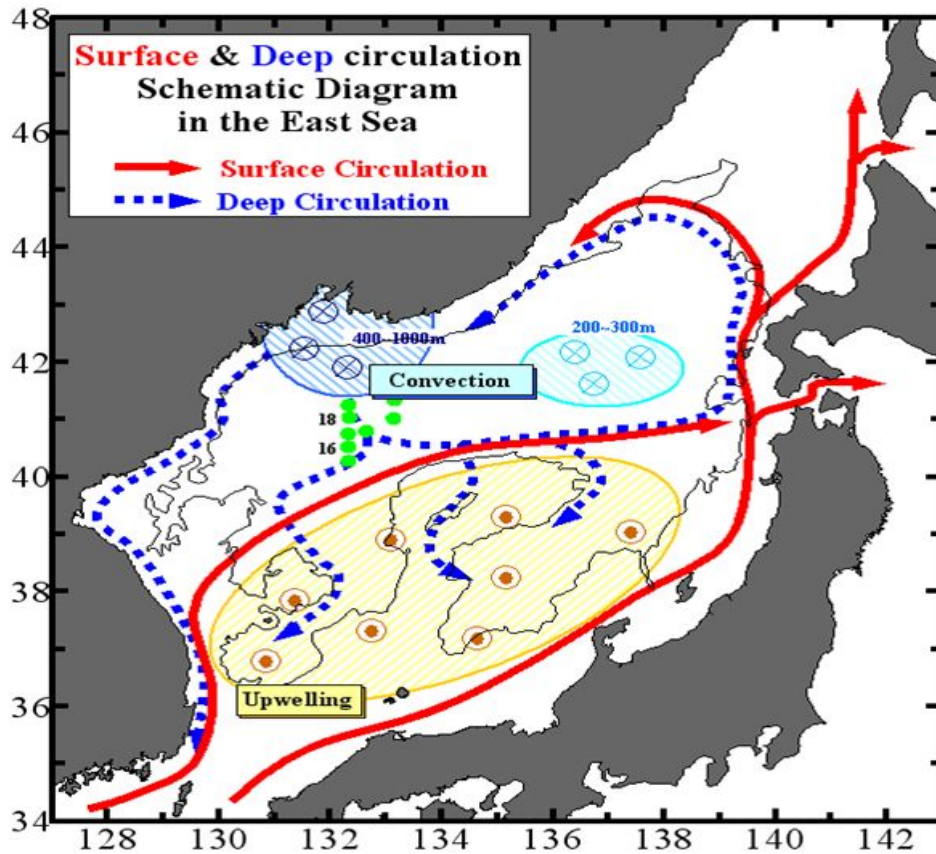 Surface & Deep circulation
Schematic Diagram
in the East Sea
Surface Circulation
Deep Circulation
48
46
44
42
40
38
36
34
200~300m
400~1000m
Convection
18
16
Upwelling
128 130 132 134 136 138 140 142